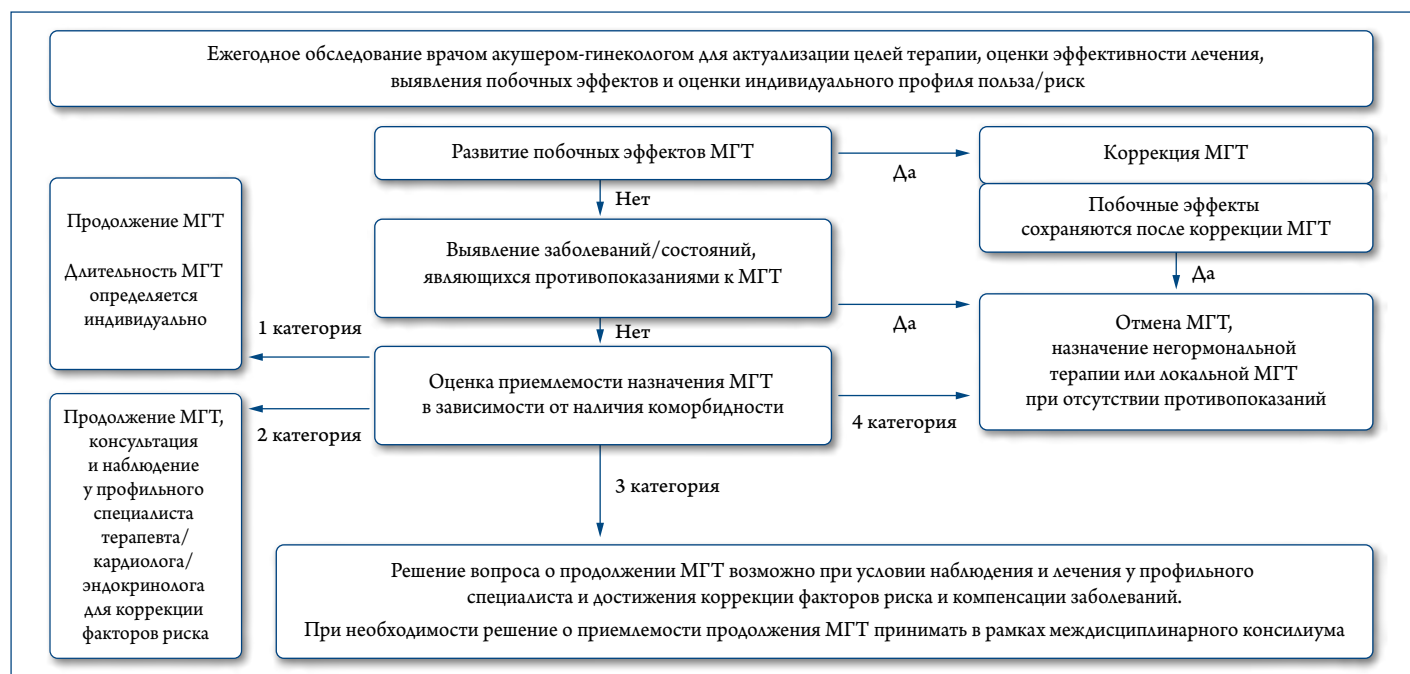 Ежегодное обследование врачом акушером-гинекологом для актуализации целей терапии, оценки эффективности лечения,
выявления побочных эффектов и оценки индивидуального профиля польза/риск
Развитие побочных эффектов МГТ
Да
Коррекция МГТ
Нет
Побочные эффекты
сохраняются после коррекции МГТ
Да
Выявление заболеваний/состояний,
являющихся противопоказаниями к МГТ
Да
Отмена МГТ,
назначение негормональной
терапии или локальной МГТ
при отсутствии противопоказаний
Нет
Продолжение МГТ
Длительность МГТ
определяется
индивидуально
1 категория
Оценка приемлемости назначения МГТ
в зависимости от наличия коморбидности
4 категория
2 категория
Продолжение МГТ,
консультация
и наблюдение
у профильного
специалиста
терапевта/
кардиолога/
эндокринолога
для коррекции
факторов риска
3 категория
Решение вопроса о продолжении МГТ возможно при условии наблюдения и лечения у профильного
специалиста и достижения коррекции факторов риска и компенсации заболеваний.
При необходимости решение о приемлемости продолжения МГТ принимать в рамках междисциплинарного консилиума